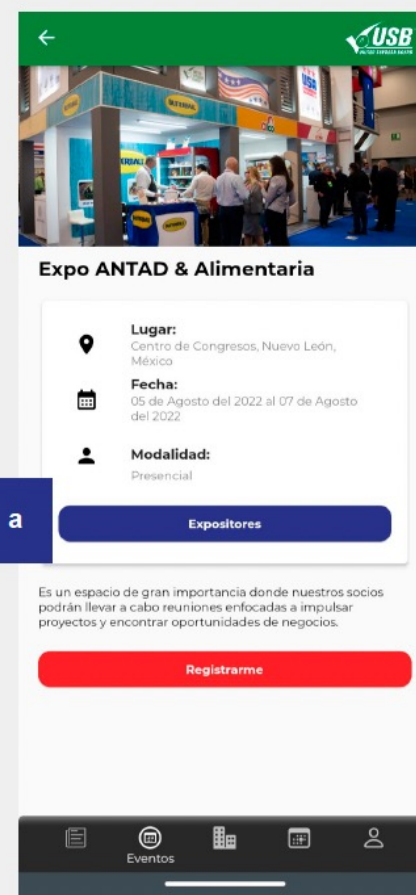 USB
Expo ANTAD & Alimentaria
Lugar:
Centro de Congresos, Nuevo León,
México
Fecha:
05 de Agosto del 2022 al 07 de Agosto
del 2022
Modalidad:
Presencial
a
Expositores
Es un espacio de gran importancia donde nuestros socios
podrán llevar a cabo reuniones enfocadas a impulsar
proyectos y encontrar oportunidades de negocios.
Registrarme
Eventos